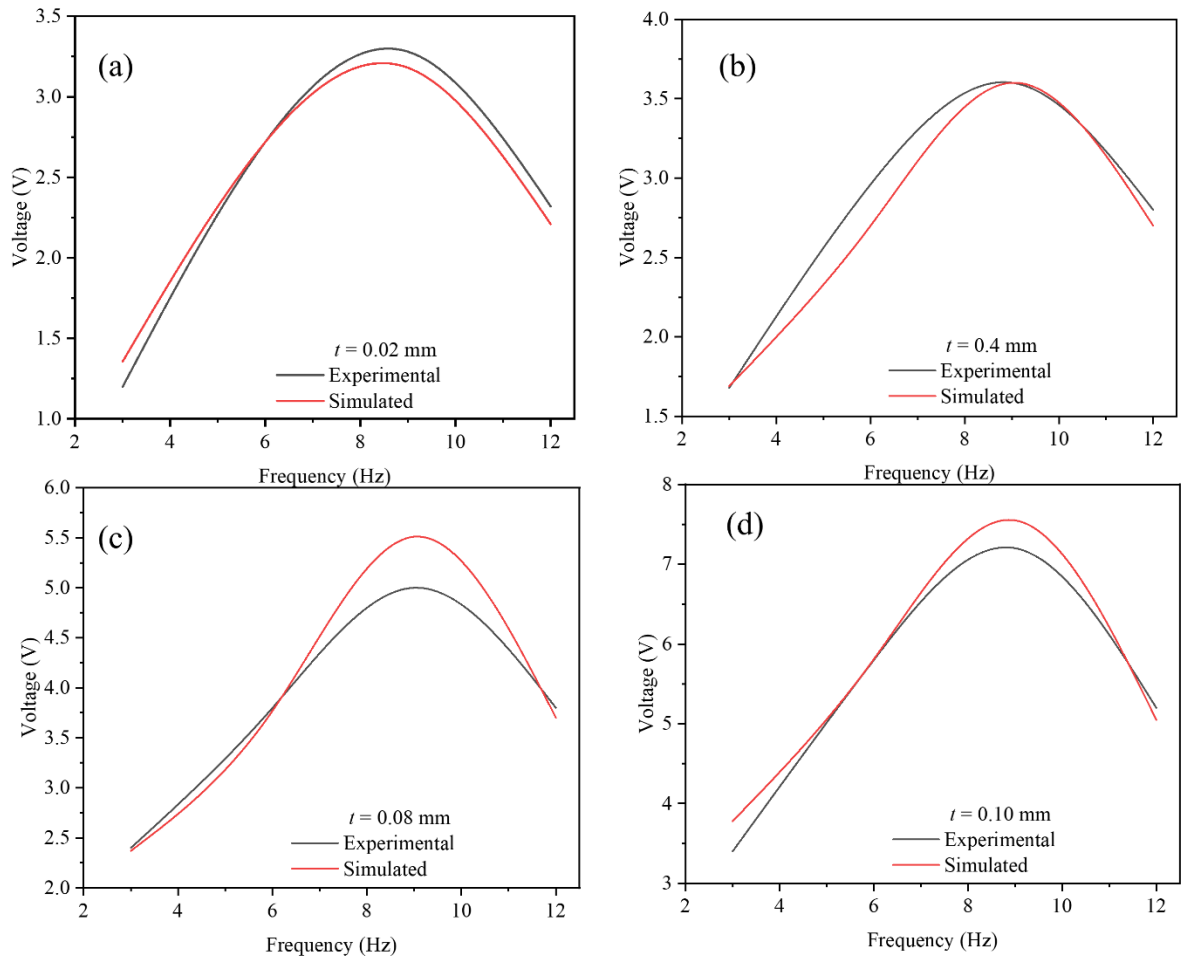 (a)
3.5
3.0
2.5
2.0
1.5
1.0
Voltage (V)
t = 0.02 mm
Experimental
Simulated
2 4 6 8 10 12
Frequency (Hz)
(b)
4.0
3.5
3.0
2.5
2.0
1.5
Voltage (V)
t = 0.4 mm
Experimental
Simulated
2 4 6 8 10 12
Frequency (Hz)
(c)
6.0
5.5
5.0
4.5
4.0
3.5
3.0
2.5
2.0
Voltage (V)
t = 0.08 mm
Experimental
Simulated
2 4 6 8 10 12
Frequency (Hz)
(d)
8
7
6
5
4
3
Voltage (V)
t = 0.10 mm
Experimental
Simulated
2 4 6 8 10 12
Frequency (Hz)